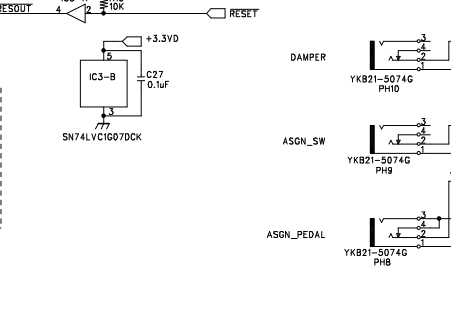 RESOUT 4 2 10K RESET
+3.3VD
5
IC3-B
C27
0.1uF
3
SN74LVC1G07DCK
DAMPER
3
4
2
1
YKB21-5074G
PH10
ASGN_SW
3
4
2
1
YKB21-5074G
PH9
ASGN_PEDAL
3
4
2
1
YKB21-5074G
PH8